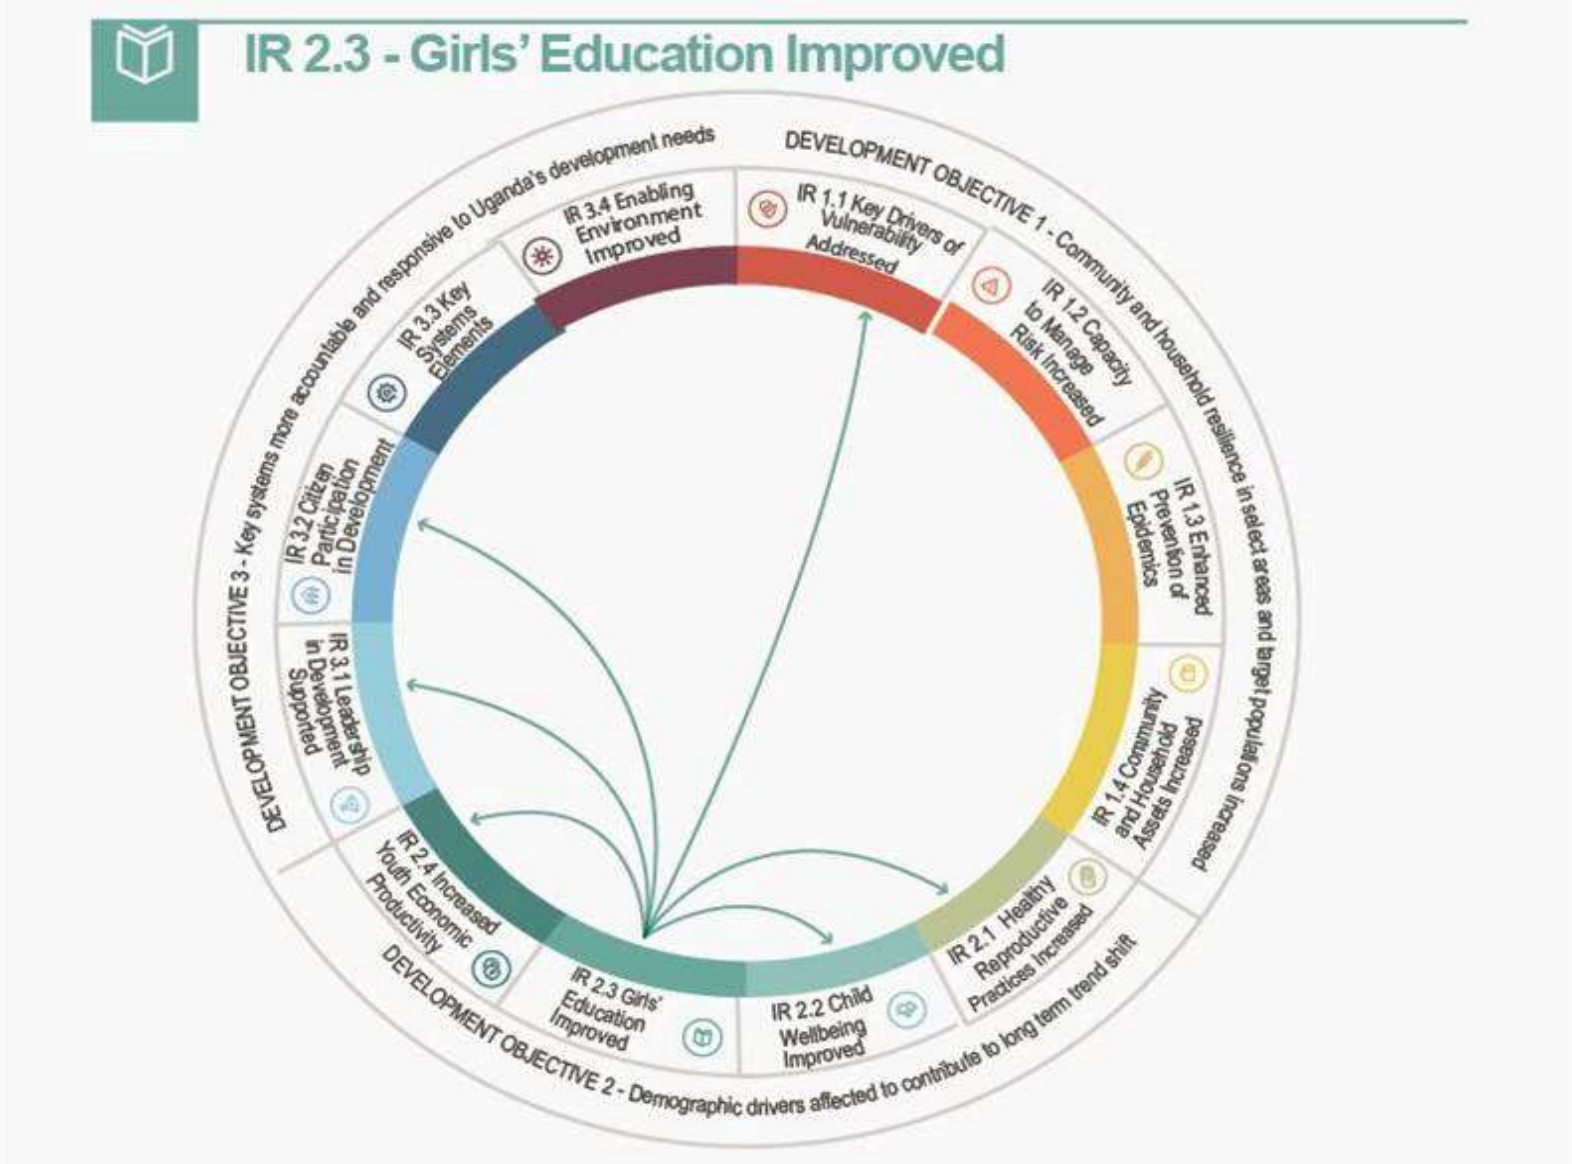 IR 2.3 - Girls’ Education Improved
DEVELOPMENT OBJECTIVE 1 - Community and household resilience in select areas and target populations increased
IR 1.1 Key Drivers of
Vulnerability
Addressed
IR 1.2 Capacity
to Manage
Risk Increased
IR 1.3 Enhanced
Prevention of
Epidemics
IR 1.4 Community
and Household
Assets Increased
DEVELOPMENT OBJECTIVE 2 - Demographic drivers affected to contribute to long term trend shift
IR 2.1 Healthy
Reproductive
Practices Increased
IR 2.2 Child
Wellbeing
Improved
IR 2.3 Girls’
Education
Improved
IR 2.4 Increased
Youth Economic
Productivity
DEVELOPMENT OBJECTIVE 3 - Key systems more accountable and responsive to Uganda's development needs
IR 3.1 Leadership
in Development
Supported
IR 3.2 Citizen
Participation
in Development
IR 3.3 Key
Systems
Elements
IR 3.4 Enabling
Environment
Improved